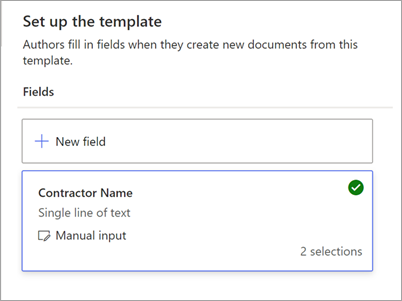 Set up the template
Authors fill in fields when they create new documents from this
template.
Fields
New field
Contractor Name
Single line of text
Manual input
2 selections